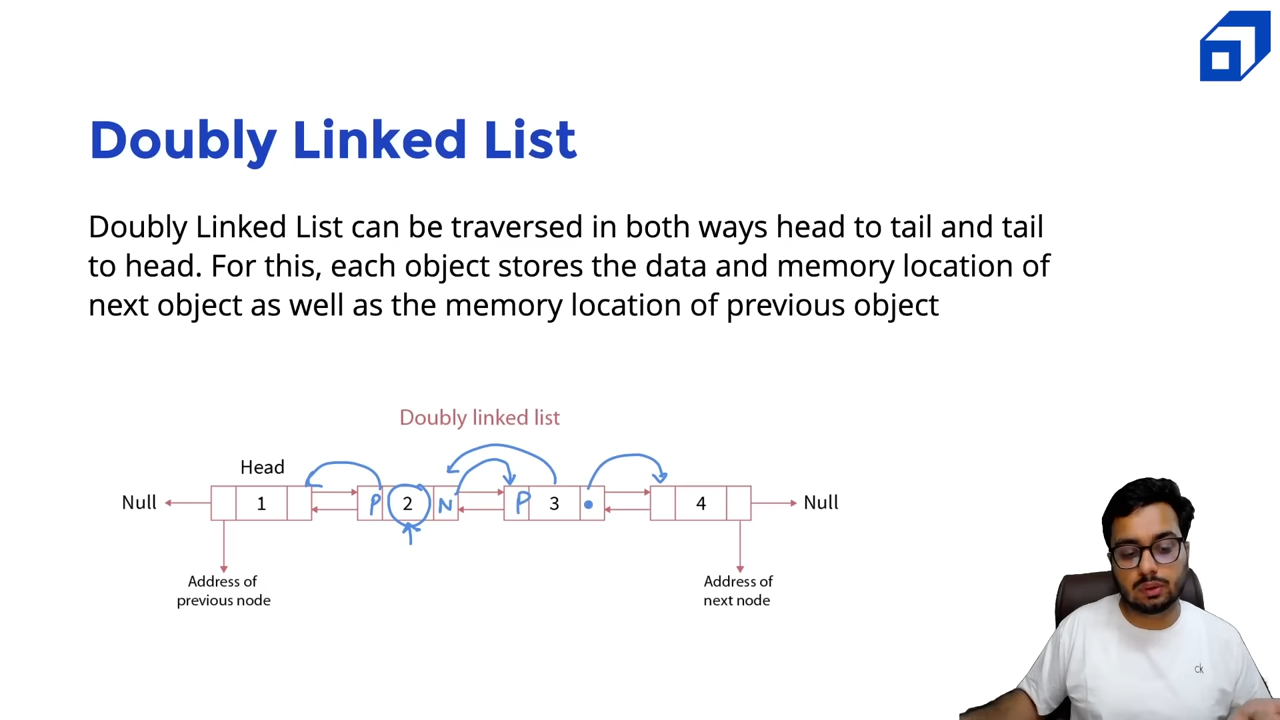 Doubly Linked List
Doubly Linked List can be traversed in both ways head to tail and tail
to head. For this, each object stores the data and memory location of
next object as well as the memory location of previous object
Doubly linked list
Head
Null 1 P 2 N P 3 4 Null
Address of
previous node
Address of
next node
ck